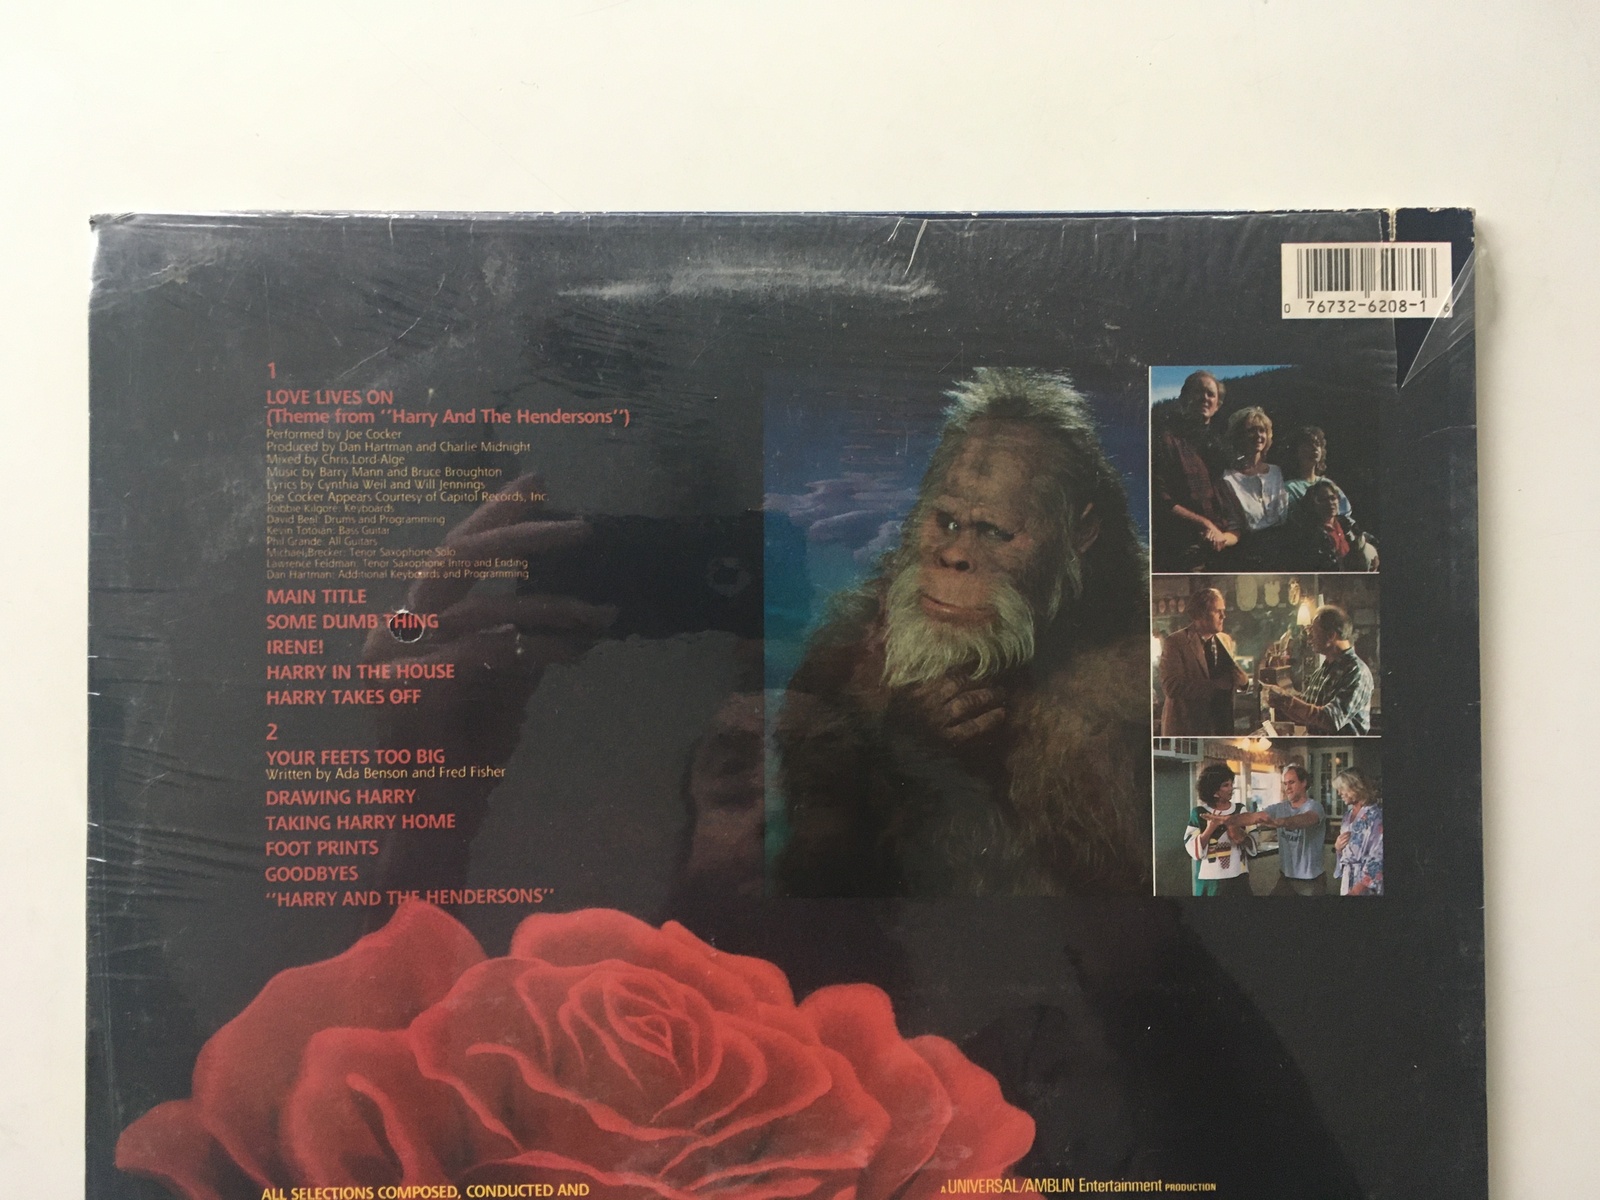 0 76732-6208-1 6
1
LOVE LIVES ON
(Theme from "Harry And The Hendersons")
Performed by Joe Cocker
Produced by Dan Hartman and Charlie Midnight
Mixed by Chris Lord-Alge
Music by Barry Mann and Bruce Broughton
Lyrics by Cynthia Weil and Will Jennings
Joe Cocker Appears Courtesy of Capitol Records, Inc.
Robbie Kilgore: Keyboards
David Beal: Drums and Programming
Kevin Totoian: Bass Guitar
Phil Grande: All Guitars
Michael Brecker: Tenor Saxophone Solo
Lawrence Feldman: Tenor Saxophone Intro and Ending
Dan Hartman: Additional Keyboards and Programming
MAIN TITLE
SOME DUMB THING
IRENE!
HARRY IN THE HOUSE
HARRY TAKES OFF
2
YOUR FEETS TOO BIG
Written by Ada Benson and Fred Fisher
DRAWING HARRY
TAKING HARRY HOME
FOOT PRINTS
GOODBYES
"HARRY AND THE HENDERSONS"
ALL SELECTIONS COMPOSED, CONDUCTED AND
A UNIVERSAL/AMBLIN Entertainment PRODUCTION